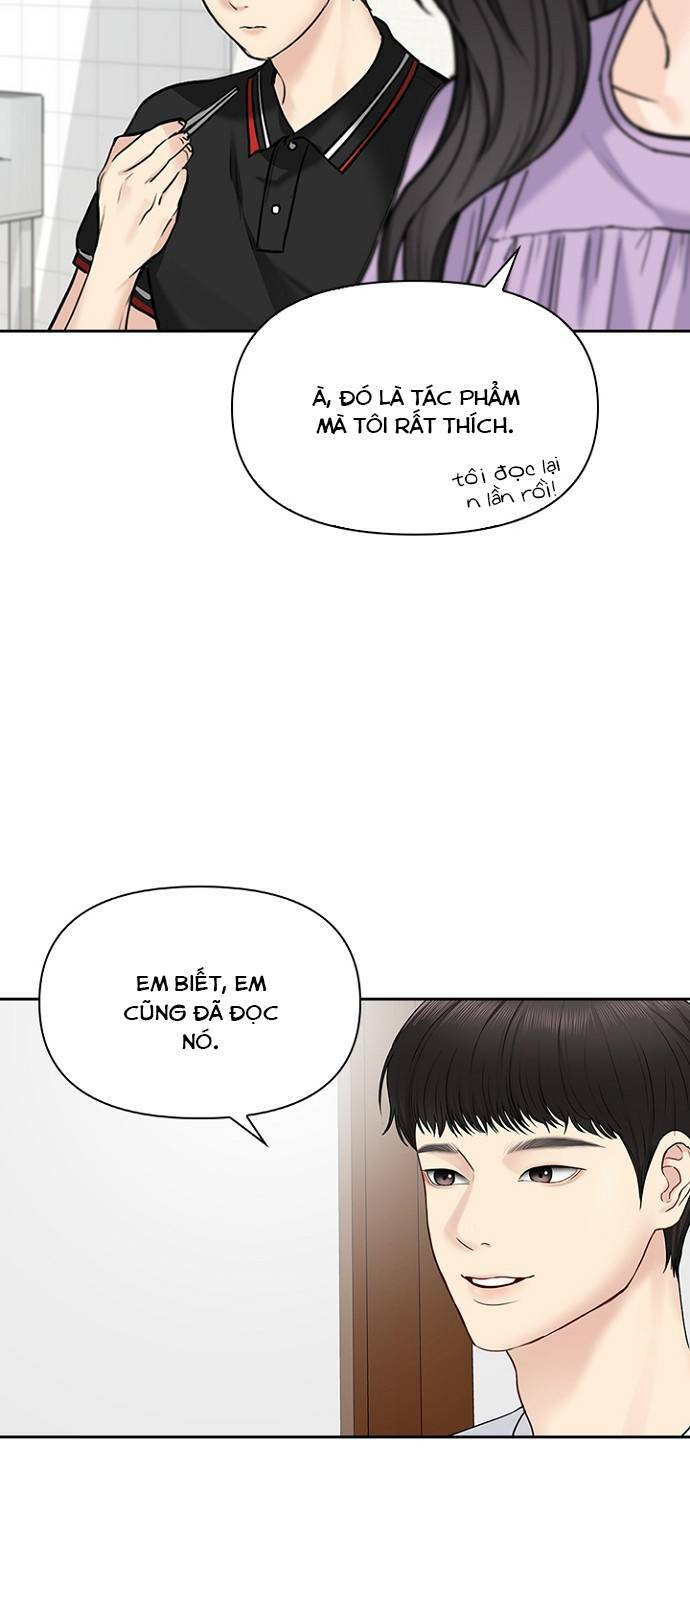 À, ĐÓ LÀ TÁC PHẨM
MÀ TÔI RẤT THÍCH.
tôi đọc lại
n lần rồi!
EM BIẾT, EM
CŨNG ĐÃ ĐỌC
NÓ.